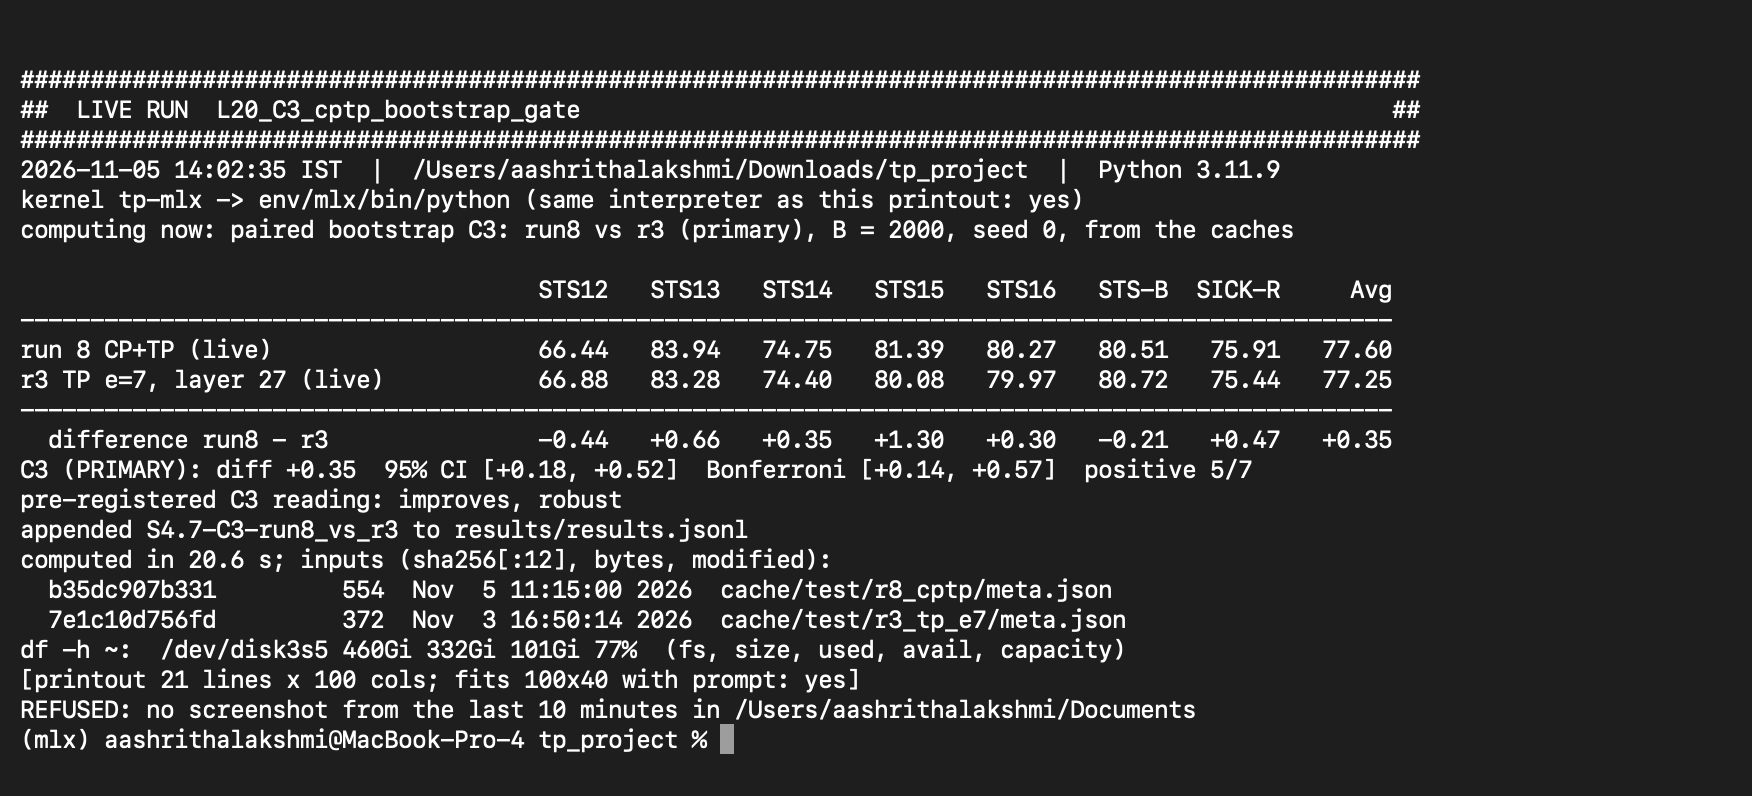 ####################################################################################################
##  LIVE RUN  L20_C3_cptp_bootstrap_gate                                                          ##
####################################################################################################
2026-11-05 14:02:35 IST  |  /Users/aashrithalakshmi/Downloads/tp_project  |  Python 3.11.9
kernel tp-mlx -> env/mlx/bin/python (same interpreter as this printout: yes)
computing now: paired bootstrap C3: run8 vs r3 (primary), B = 2000, seed 0, from the caches
                                     STS12   STS13   STS14   STS15   STS16   STS-B  SICK-R     Avg
--------------------------------------------------------------------------------------------------
run 8 CP+TP (live)                   66.44   83.94   74.75   81.39   80.27   80.51   75.91   77.60
r3 TP e=7, layer 27 (live)           66.88   83.28   74.40   80.08   79.97   80.72   75.44   77.25
--------------------------------------------------------------------------------------------------
  difference run8 - r3               -0.44   +0.66   +0.35   +1.30   +0.30   -0.21   +0.47   +0.35
C3 (PRIMARY): diff +0.35  95% CI [+0.18, +0.52]  Bonferroni [+0.14, +0.57]  positive 5/7
pre-registered C3 reading: improves, robust
appended S4.7-C3-run8_vs_r3 to results/results.jsonl
computed in 20.6 s; inputs (sha256[:12], bytes, modified):
  b35dc907b331         554  Nov  5 11:15:00 2026  cache/test/r8_cptp/meta.json
  7e1c10d756fd         372  Nov  3 16:50:14 2026  cache/test/r3_tp_e7/meta.json
df -h ~:  /dev/disk3s5 460Gi 332Gi 101Gi 77%  (fs, size, used, avail, capacity)
[printout 21 lines x 100 cols; fits 100x40 with prompt: yes]
REFUSED: no screenshot from the last 10 minutes in /Users/aashrithalakshmi/Documents
(mlx) aashrithalakshmi@MacBook-Pro-4 tp_project %